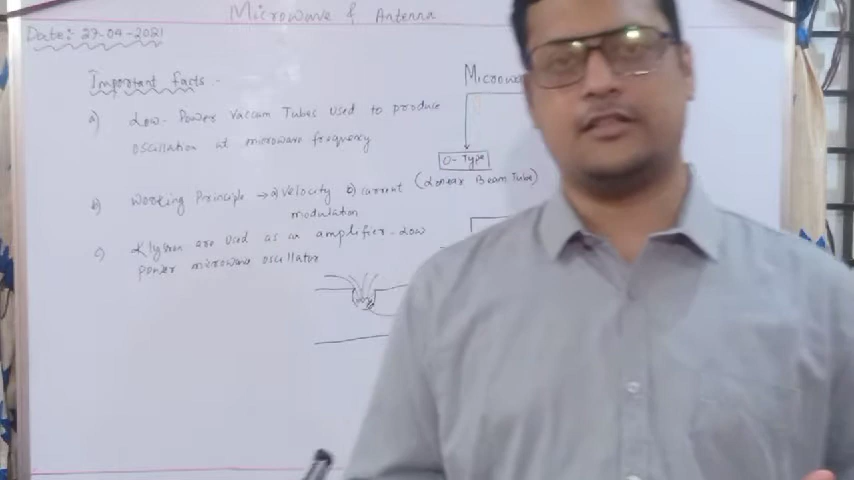 Microwave & Antenna
Date:- 27-04-2021
Important facts:-
Microwa
a) Low-Power Vaccum Tubes used to produce
oscillation at microwave frequency
O-Type
(Linear Beam Tube)
b) Working Principle → 1) Velocity 2) current
modulation
c) Klystron are used as an amplifier - Low
power microwave oscillator